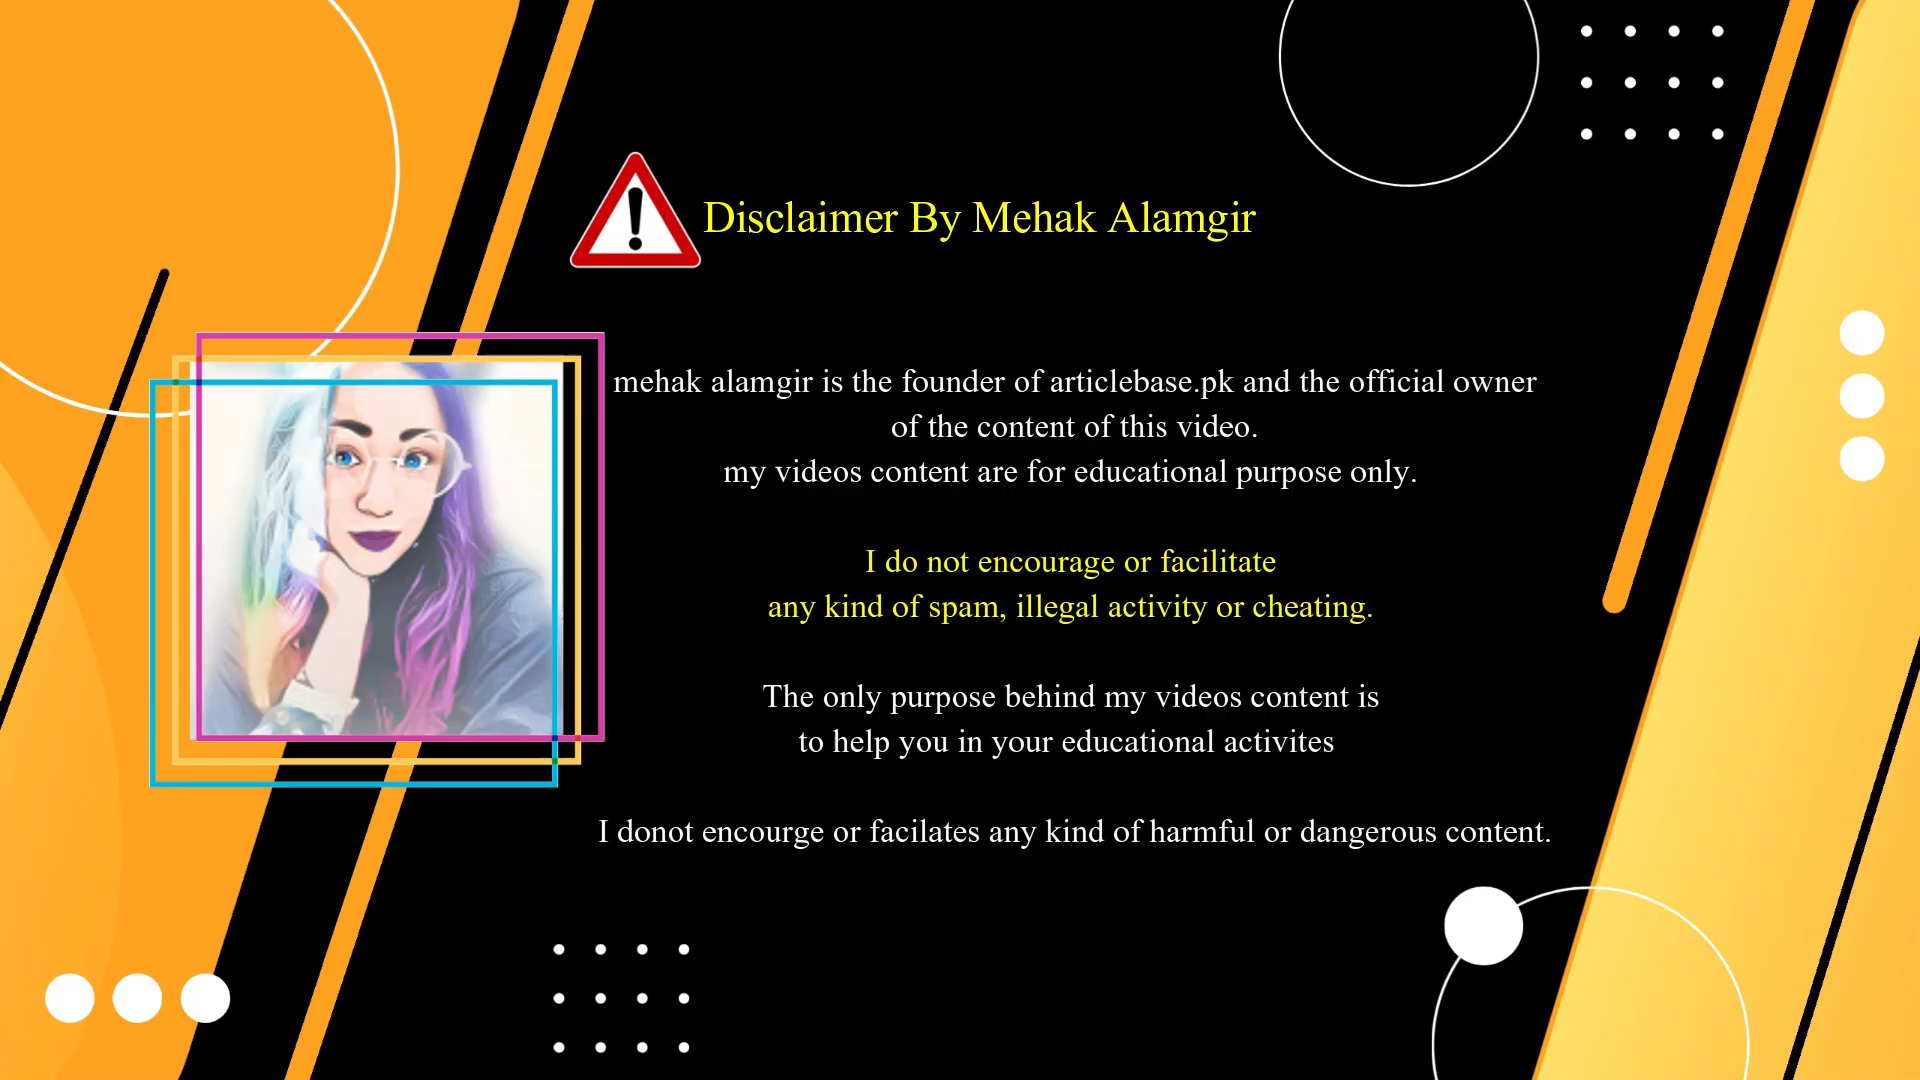 Disclaimer By Mehak Alamgir
mehak alamgir is the founder of articlebase.pk and the official owner
of the content of this video.
my videos content are for educational purpose only.
I do not encourage or facilitate
any kind of spam, illegal activity or cheating.
The only purpose behind my videos content is
to help you in your educational activites
I donot encourge or facilates any kind of harmful or dangerous content.